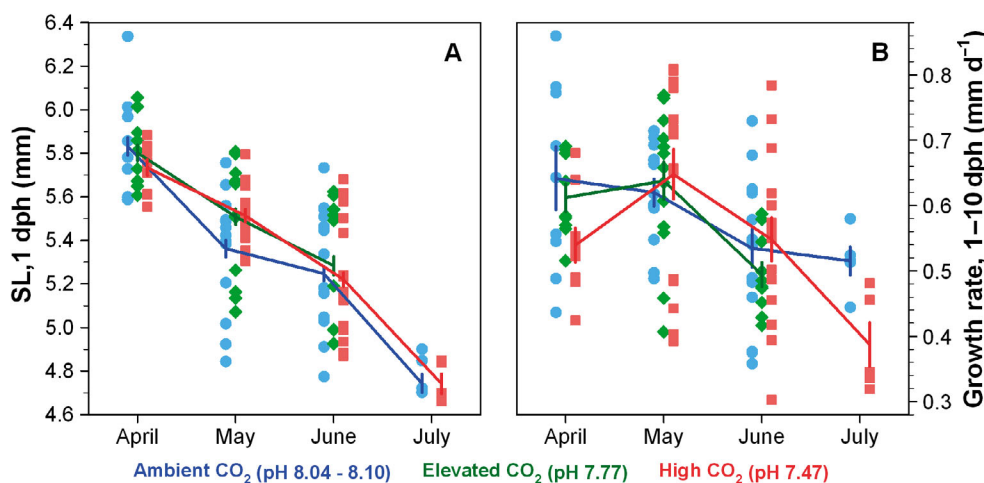 6.4
6.2
6.0
5.8
5.6
5.4
5.2
5.0
4.8
4.6
SL,1 dph (mm)
A
April May June July
B
0.8
0.7
0.6
0.5
0.4
0.3
Growth rate, 1–10 dph (mm d⁻¹)
April May June July
Ambient CO₂ (pH 8.04 - 8.10) Elevated CO₂ (pH 7.77) High CO₂ (pH 7.47)